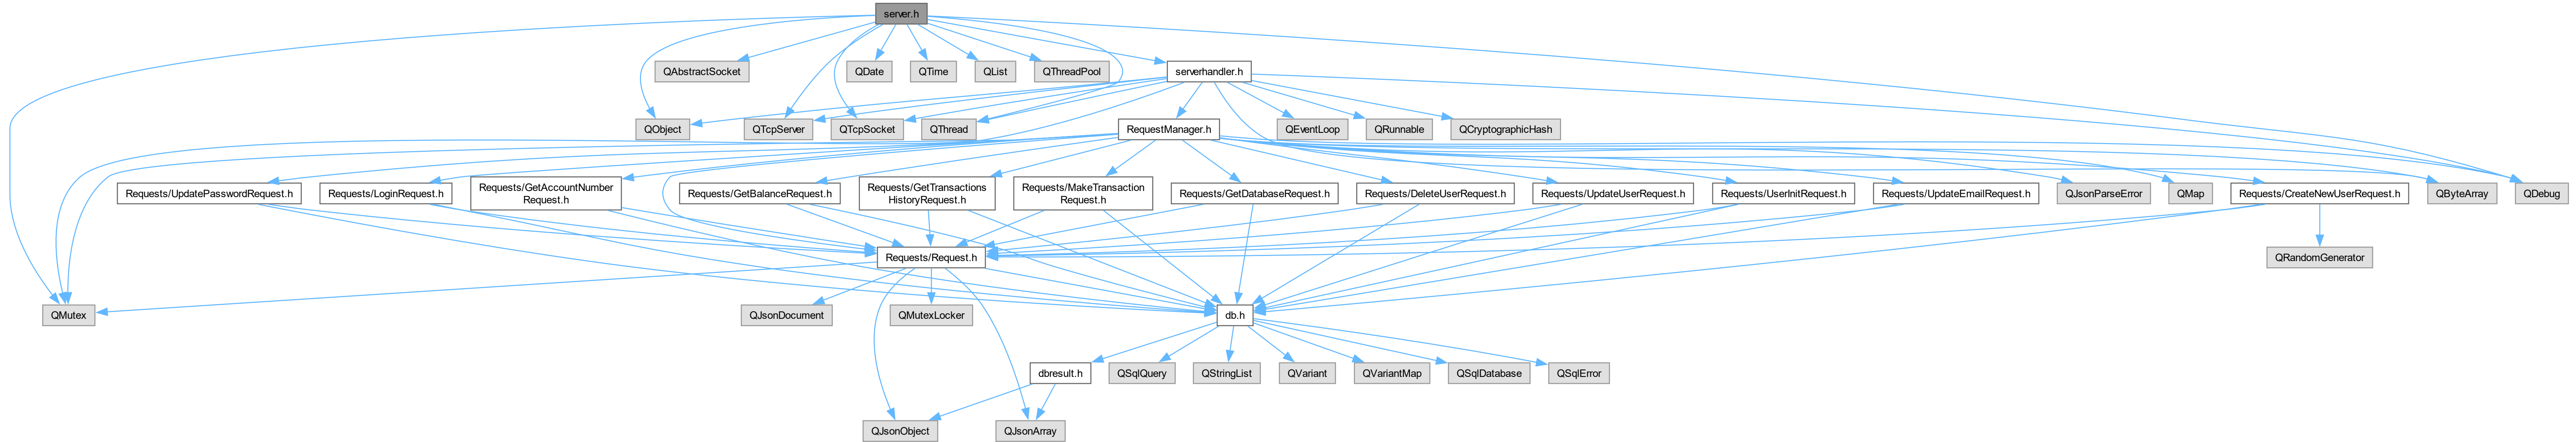 server.h
QAbstractSocket
QDate
QTime
QList
QThreadPool
serverhandler.h
QObject
QTcpServer
QTcpSocket
QThread
RequestManager.h
QEventLoop
QRunnable
QCryptographicHash
Requests/UpdatePasswordRequest.h
Requests/LoginRequest.h
Requests/GetAccountNumber
Request.h
Requests/GetBalanceRequest.h
Requests/GetTransactions
HistoryRequest.h
Requests/MakeTransaction
Request.h
Requests/GetDatabaseRequest.h
Requests/DeleteUserRequest.h
Requests/UpdateUserRequest.h
Requests/UserInitRequest.h
Requests/UpdateEmailRequest.h
QJsonParseError
QMap
Requests/CreateNewUserRequest.h
QByteArray
QDebug
Requests/Request.h
QRandomGenerator
QMutex
QJsonDocument
QMutexLocker
db.h
dbresult.h
QSqlQuery
QStringList
QVariant
QVariantMap
QSqlDatabase
QSqlError
QJsonObject
QJsonArray